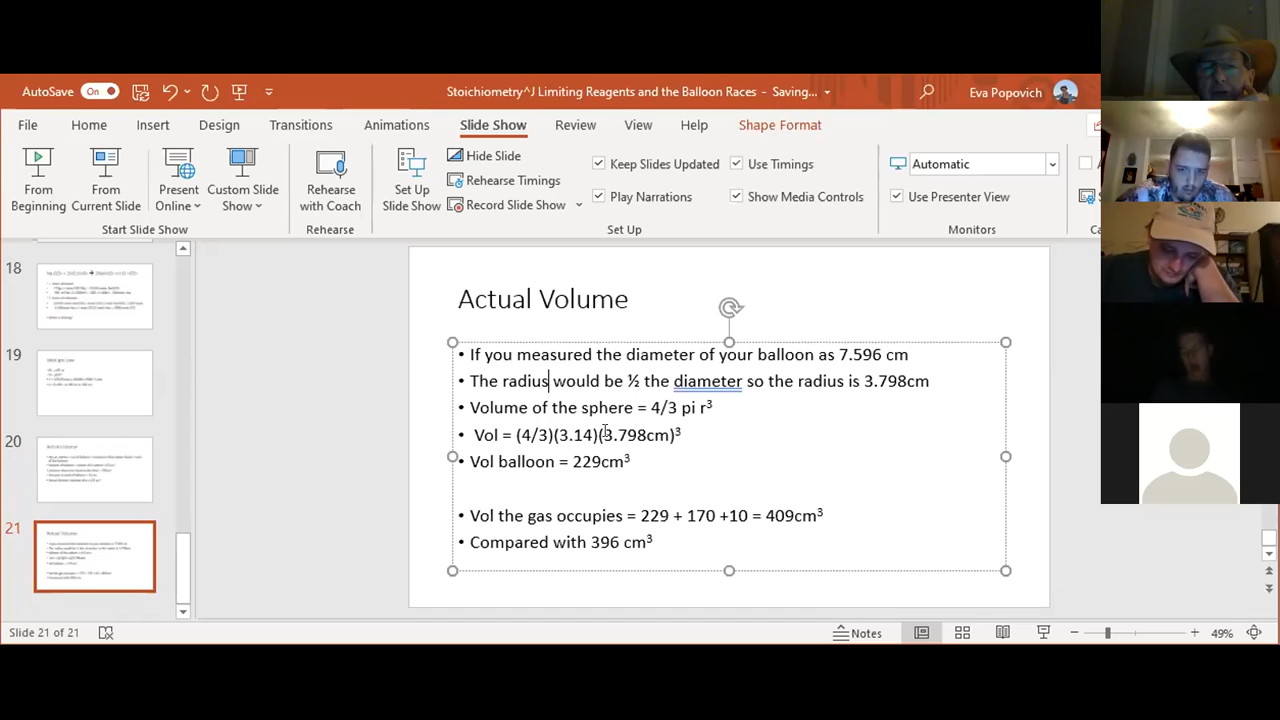 AutoSave On Stoichiometry^J Limiting Reagents and the Balloon Races - Saving... Eva Popovich
File Home Insert Design Transitions Animations Slide Show Review View Help Shape Format
From Beginning
From Current Slide
Present Online
Custom Slide Show
Start Slide Show
Rehearse with Coach
Rehearse
Set Up Slide Show
Hide Slide
Rehearse Timings
Record Slide Show
Keep Slides Updated
Play Narrations
Use Timings
Show Media Controls
Set Up
Automatic
Use Presenter View
Monitors
18
19
20
21
Actual Volume
• If you measured the diameter of your balloon as 7.596 cm
• The radius would be ½ the diameter so the radius is 3.798cm
• Volume of the sphere = 4/3 pi r³
• Vol = (4/3)(3.14)(3.798cm)³
• Vol balloon = 229cm³
• Vol the gas occupies = 229 + 170 +10 = 409cm³
• Compared with 396 cm³
Slide 21 of 21 Notes 49%